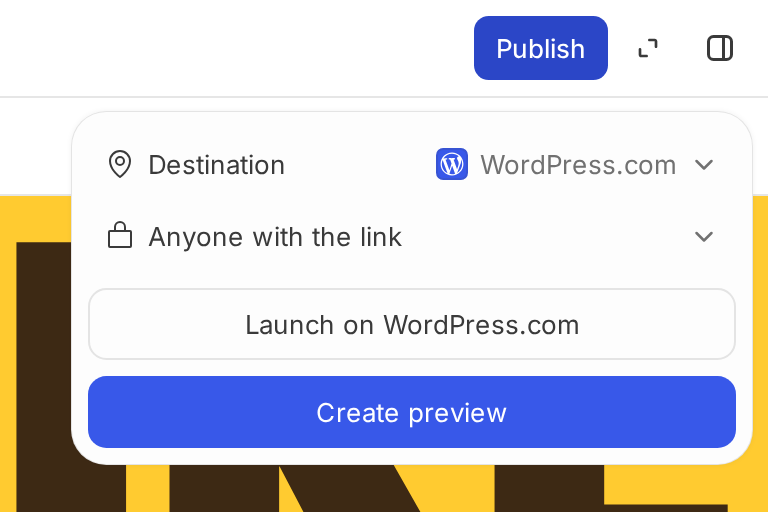 Publish
Destination
WordPress.com
Anyone with the link
Launch on WordPress.com
Create preview